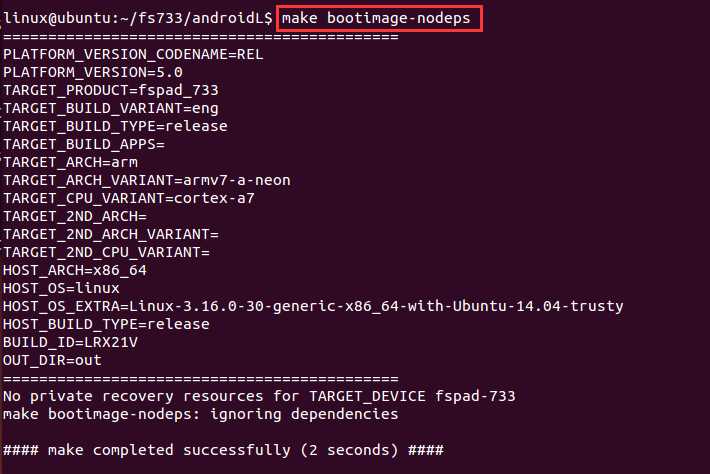 linux@ubuntu:~/fs733/androidL$ make bootimage-nodeps
============================================
PLATFORM_VERSION_CODENAME=REL
PLATFORM_VERSION=5.0
TARGET_PRODUCT=fspad_733
TARGET_BUILD_VARIANT=eng
TARGET_BUILD_TYPE=release
TARGET_BUILD_APPS=
TARGET_ARCH=arm
TARGET_ARCH_VARIANT=armv7-a-neon
TARGET_CPU_VARIANT=cortex-a7
TARGET_2ND_ARCH=
TARGET_2ND_ARCH_VARIANT=
TARGET_2ND_CPU_VARIANT=
HOST_ARCH=x86_64
HOST_OS=linux
HOST_OS_EXTRA=Linux-3.16.0-30-generic-x86_64-with-Ubuntu-14.04-trusty
HOST_BUILD_TYPE=release
BUILD_ID=LRX21V
OUT_DIR=out
============================================
No private recovery resources for TARGET_DEVICE fspad-733
make bootimage-nodeps: ignoring dependencies
#### make completed successfully (2 seconds) ####